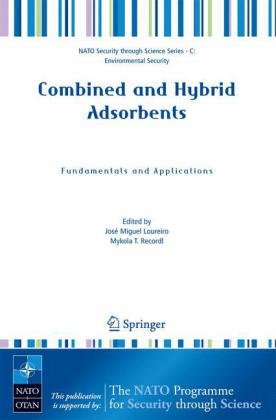 NATO Security through Science Series - C:
Environmental Security
Combined and Hybrid
Adsorbents
Fundamentals and Applications
Edited by
José Miguel Loureiro
Mykola T. Recordl
Springer
NATO
OTAN
This publication
is supported by:
The NATO Programme
for Security through Science